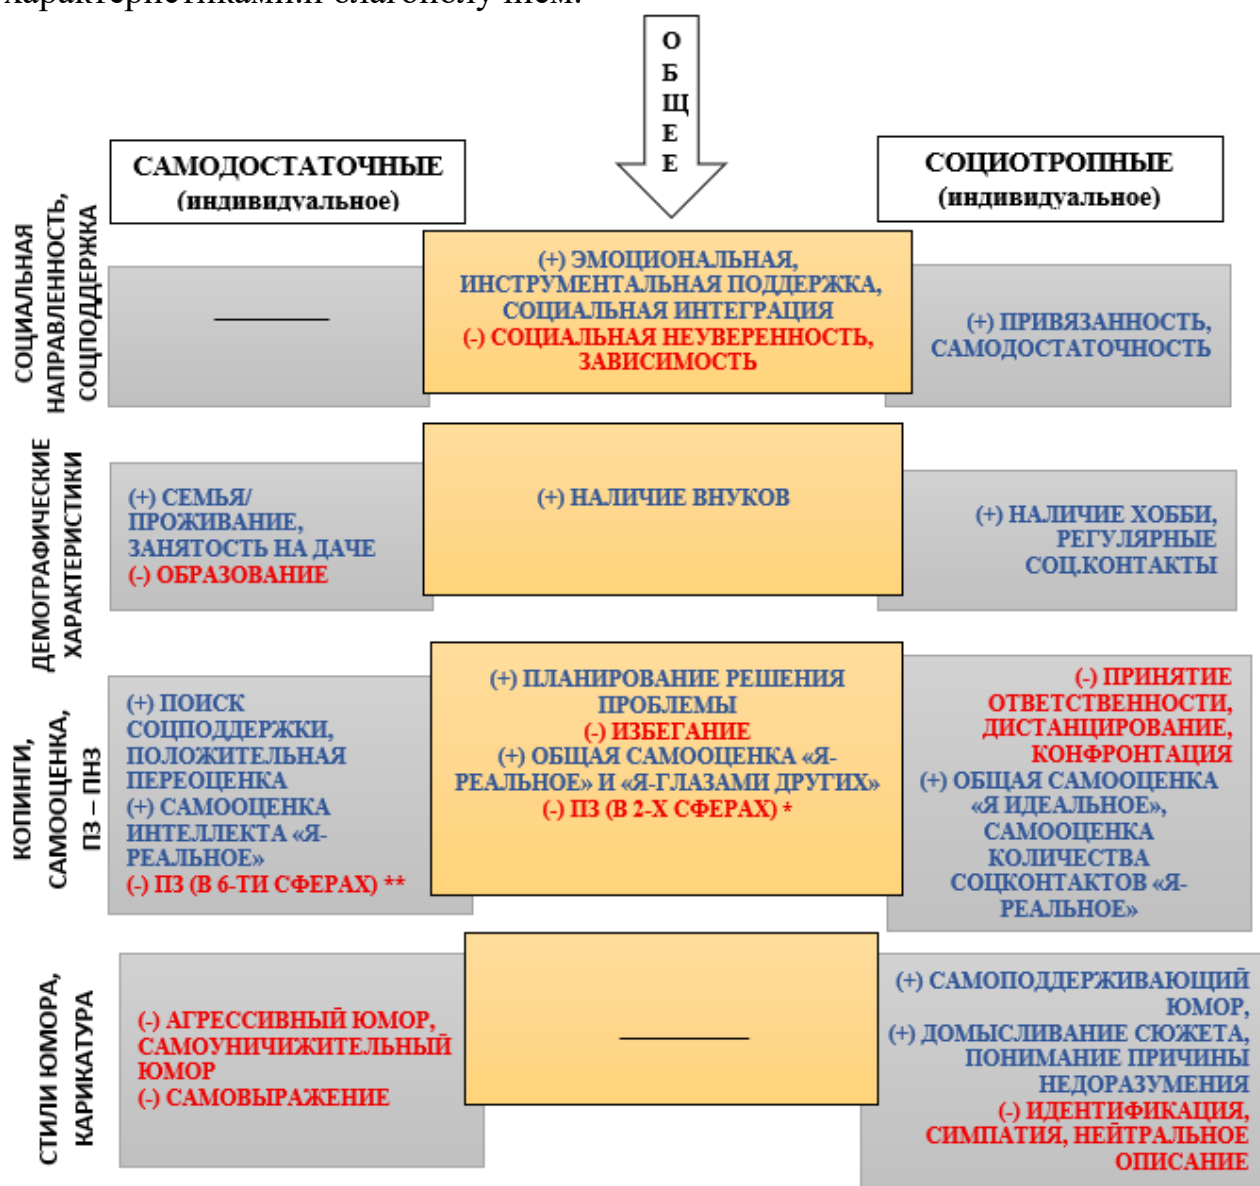 характеристиками.и благополучием.
О
Б
Щ
Е
Е
САМОДОСТАТОЧНЫЕ
(индивидуальное)
СОЦИОТРОПНЫЕ
(индивидуальное)
СОЦИАЛЬНАЯ
НАПРАВЛЕННОСТЬ,
СОЦПОДДЕРЖКА
(+) ЭМОЦИОНАЛЬНАЯ,
ИНСТРУМЕНТАЛЬНАЯ ПОДДЕРЖКА,
СОЦИАЛЬНАЯ ИНТЕГРАЦИЯ
(-) СОЦИАЛЬНАЯ НЕУВЕРЕННОСТЬ,
ЗАВИСИМОСТЬ
(+) ПРИВЯЗАННОСТЬ,
САМОДОСТАТОЧНОСТЬ
ДЕМОГРАФИЧЕСКИЕ
ХАРАКТЕРИСТИКИ
(+) СЕМЬЯ/
ПРОЖИВАНИЕ,
ЗАНЯТОСТЬ НА ДАЧЕ
(-) ОБРАЗОВАНИЕ
(+) НАЛИЧИЕ ВНУКОВ
(+) НАЛИЧИЕ ХОББИ,
РЕГУЛЯРНЫЕ
СОЦ.КОНТАКТЫ
КОПИНГИ,
САМООЦЕНКА,
ПЗ – ПНЗ
(+) ПОИСК
СОЦПОДДЕРЖКИ,
ПОЛОЖИТЕЛЬНАЯ
ПЕРЕОЦЕНКА
(+) САМООЦЕНКА
ИНТЕЛЛЕКТА «Я-
РЕАЛЬНОЕ»
(-) ПЗ (В 6-ТИ СФЕРАХ) **
(+) ПЛАНИРОВАНИЕ РЕШЕНИЯ
ПРОБЛЕМЫ
(-) ИЗБЕГАНИЕ
(+) ОБЩАЯ САМООЦЕНКА «Я-
РЕАЛЬНОЕ» И «Я-ГЛАЗАМИ ДРУГИХ»
(-) ПЗ (В 2-Х СФЕРАХ) *
(-) ПРИНЯТИЕ
ОТВЕТСТВЕННОСТИ,
ДИСТАНЦИРОВАНИЕ,
КОНФРОНТАЦИЯ
(+) ОБЩАЯ САМООЦЕНКА
«Я ИДЕАЛЬНОЕ»,
САМООЦЕНКА
КОЛИЧЕСТВА
СОЦКОНТАКТОВ «Я-
РЕАЛЬНОЕ»
СТИЛИ ЮМОРА,
КАРИКАТУРА
(-) АГРЕССИВНЫЙ ЮМОР,
САМОУНИЧИЖИТЕЛЬНЫЙ
ЮМОР
(-) САМОВЫРАЖЕНИЕ
(+) САМОПОДДЕРЖИВАЮЩИЙ
ЮМОР,
(+) ДОМЫСЛИВАНИЕ СЮЖЕТА,
ПОНИМАНИЕ ПРИЧИНЫ
НЕДОРАЗУМЕНИЯ
(-) ИДЕНТИФИКАЦИЯ,
СИМПАТИЯ, НЕЙТРАЛЬНОЕ
ОПИСАНИЕ